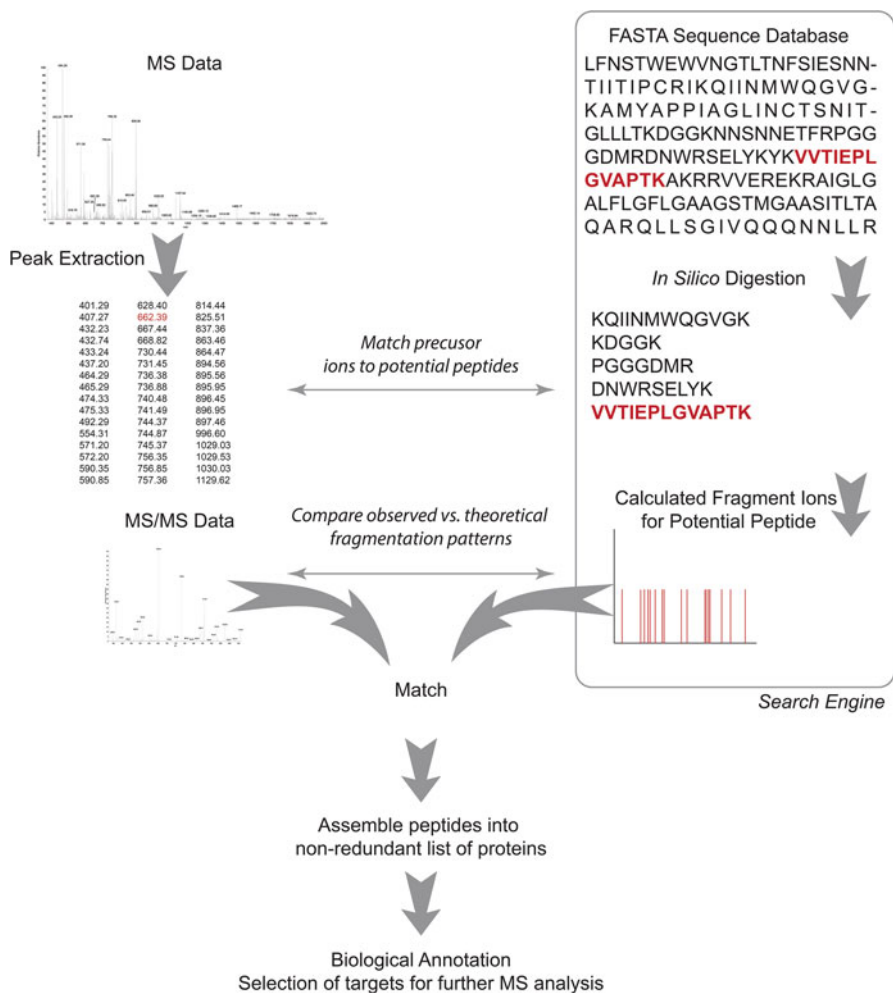 MS Data
Peak Extraction
401.29 628.40 814.44
407.27 662.39 825.51
432.23 667.44 837.36
432.74 668.82 863.46
433.24 730.44 864.47
437.20 731.45 894.56
464.29 736.38 895.56
465.29 736.88 895.95
474.33 740.48 896.45
475.33 741.49 896.95
492.29 744.37 897.46
554.31 744.87 996.60
571.20 745.37 1029.03
572.20 756.35 1029.53
590.35 756.85 1030.03
590.85 757.36 1129.62
MS/MS Data
Match precusor
ions to potential peptides
Compare observed vs. theoretical
fragmentation patterns
FASTA Sequence Database
LFNSTWEWVNGTLTNFSIESNN-
TIITIPCRIKQIINMWQGVG-
KAMYAPPIAGLINCTSNIT-
GLLLTKDGGKNNSNNETFRPGG
GDMRDNWRSELYKYKVVTIEPL
GVAPTKAKRRVVEREKRAIGLG
ALFLGFLGAAGSTMGAASITLTA
QARQLLSGIVQQQNNLLR
In Silico Digestion
KQIINMWQGVGK
KDGGK
PGGGDMR
DNWRSELYK
VVTIEPLGVAPTK
Calculated Fragment Ions
for Potential Peptide
Search Engine
Match
Assemble peptides into
non-redundant list of proteins
Biological Annotation
Selection of targets for further MS analysis